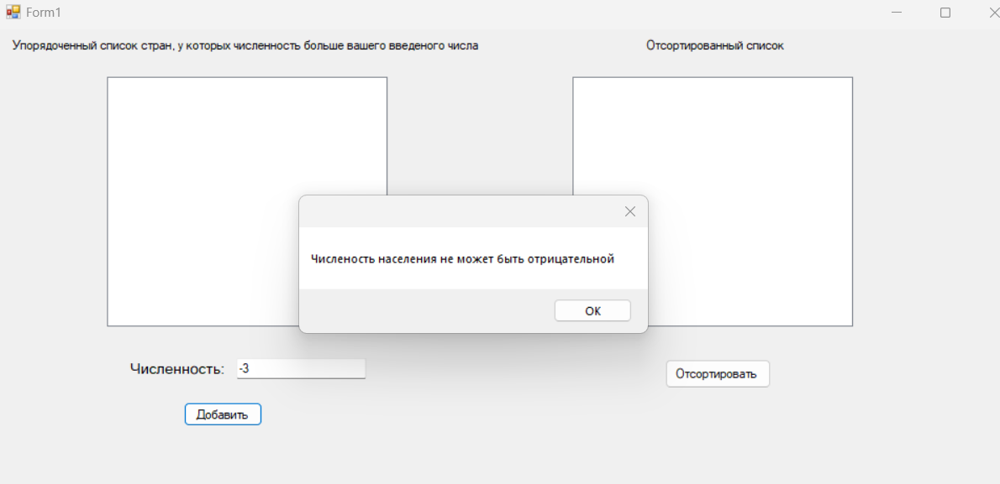 Form1
Упорядоченный список стран, у которых численность больше вашего введеного числа
Отсортированный список
Численость населения не может быть отрицательной
OK
Численность:
-3
Отсортировать
Добавить